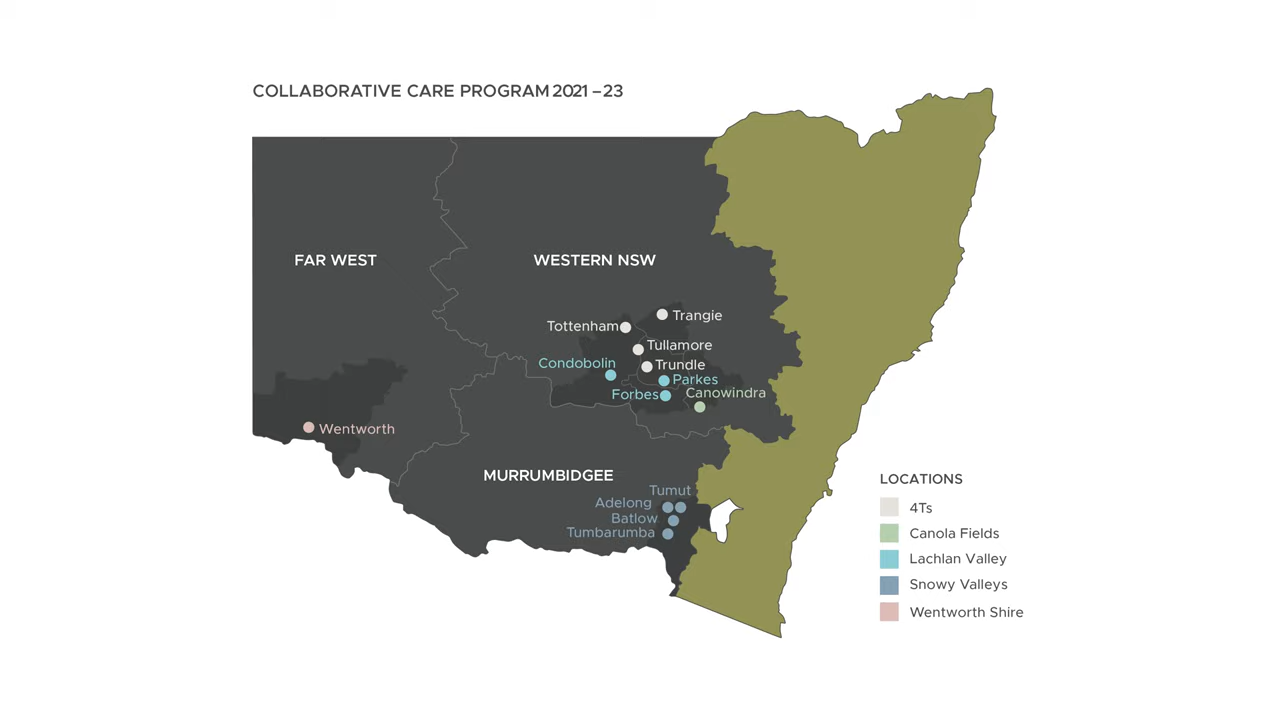 COLLABORATIVE CARE PROGRAM 2021 – 23
FAR WEST
WESTERN NSW
Trangie
Tottenham
Tullamore
Condobolin
Trundle
Parkes
Forbes
Canowindra
Wentworth
MURRUMBIDGEE
Tumut
Adelong
Batlow
Tumbarumba
LOCATIONS
4Ts
Canola Fields
Lachlan Valley
Snowy Valleys
Wentworth Shire